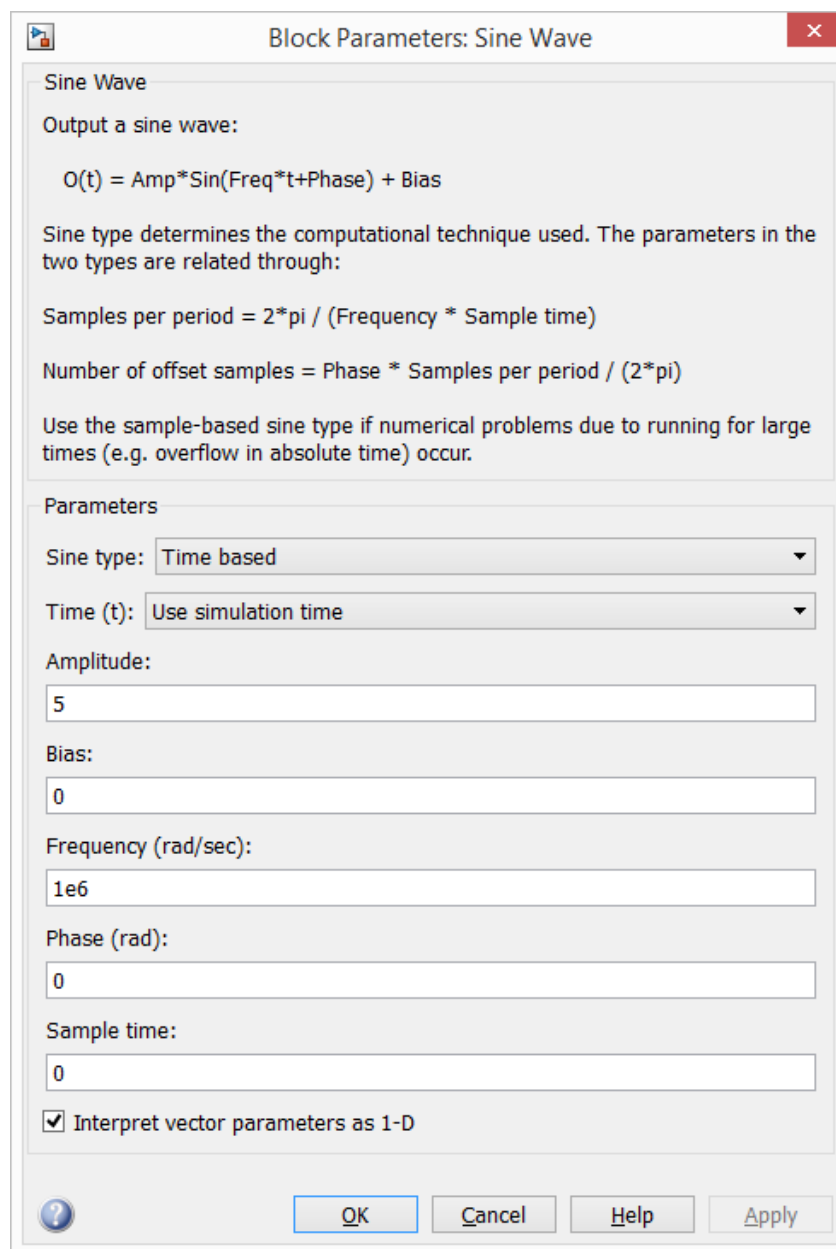 Block Parameters: Sine Wave
Sine Wave
Output a sine wave:
O(t) = Amp*Sin(Freq*t+Phase) + Bias
Sine type determines the computational technique used. The parameters in the
two types are related through:
Samples per period = 2*pi / (Frequency * Sample time)
Number of offset samples = Phase * Samples per period / (2*pi)
Use the sample-based sine type if numerical problems due to running for large
times (e.g. overflow in absolute time) occur.
Parameters
Sine type: Time based
Time (t): Use simulation time
Amplitude:
5
Bias:
0
Frequency (rad/sec):
1e6
Phase (rad):
0
Sample time:
0
Interpret vector parameters as 1-D
OK Cancel Help Apply